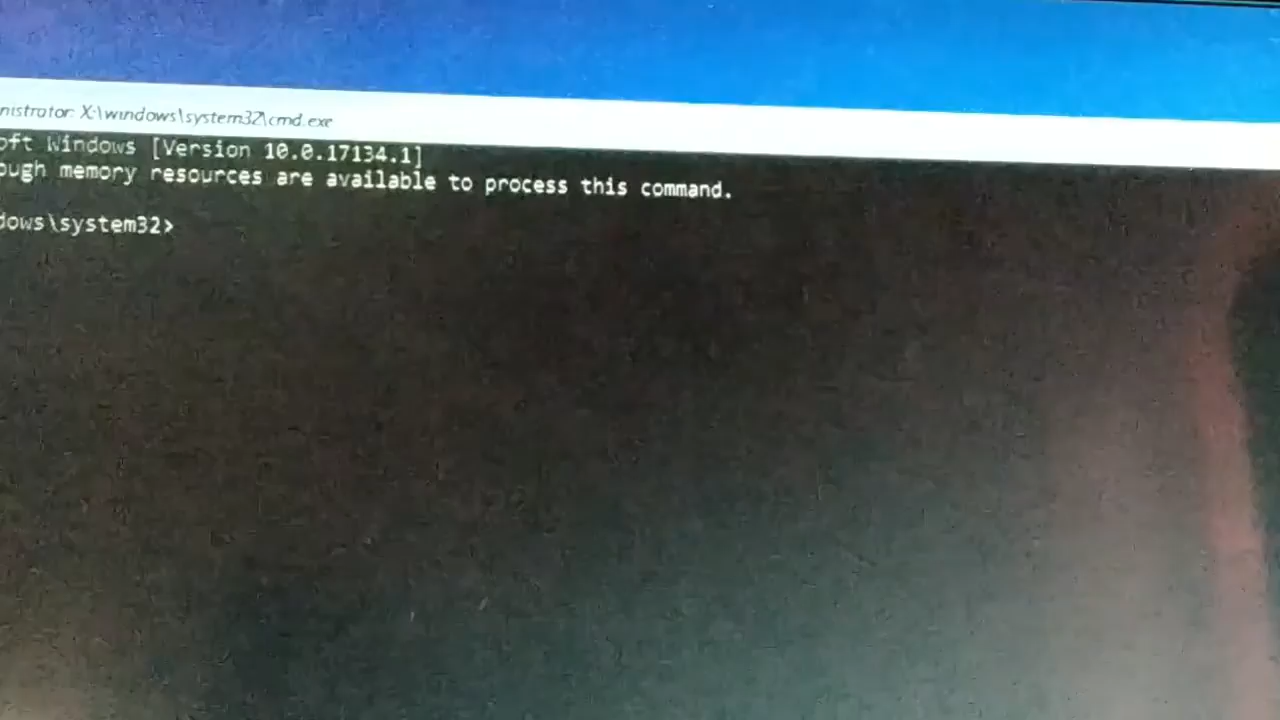 nistrator: X:\windows\system32\cmd.exe
oft Windows [Version 10.0.17134.1]
ough memory resources are available to process this command.
dows\system32>